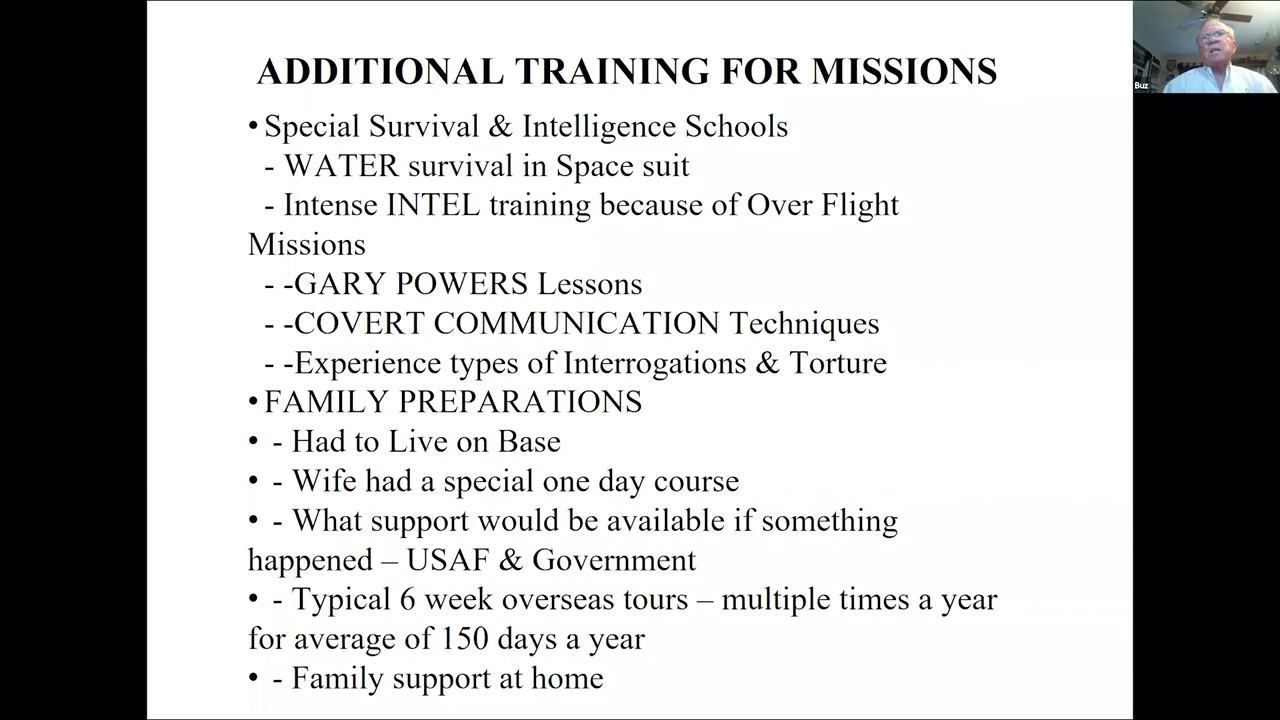 ADDITIONAL TRAINING FOR MISSIONS
• Special Survival & Intelligence Schools
- WATER survival in Space suit
- Intense INTEL training because of Over Flight
Missions
- -GARY POWERS Lessons
- -COVERT COMMUNICATION Techniques
- -Experience types of Interrogations & Torture
• FAMILY PREPARATIONS
• - Had to Live on Base
• - Wife had a special one day course
• - What support would be available if something
happened – USAF & Government
• - Typical 6 week overseas tours – multiple times a year
for average of 150 days a year
• - Family support at home
Buz